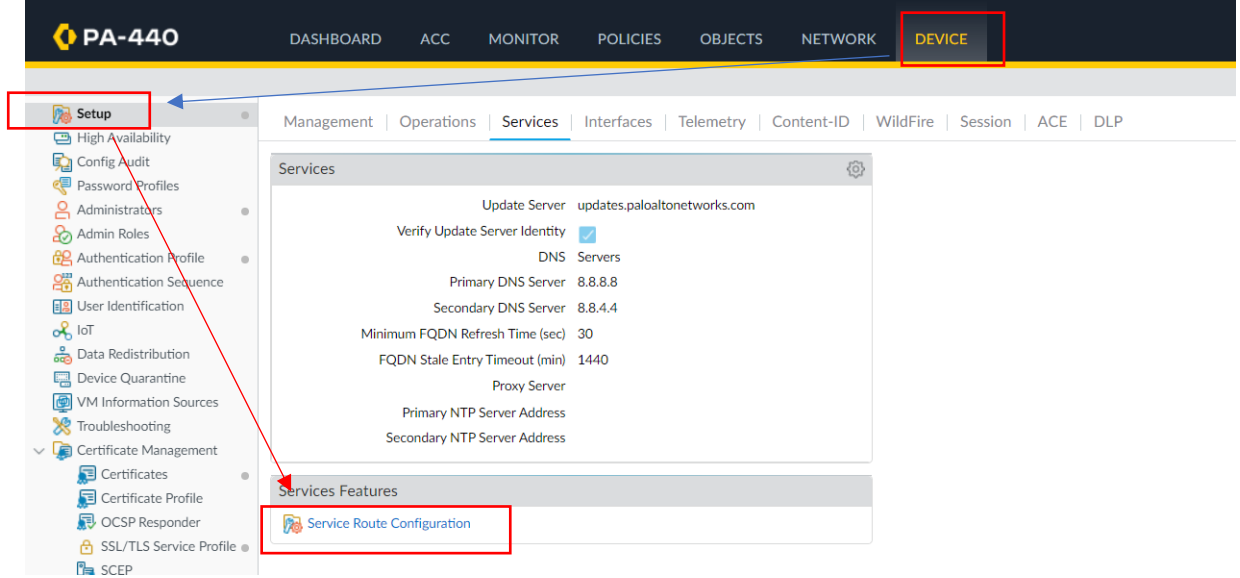 PA-440
DASHBOARD ACC MONITOR POLICIES OBJECTS NETWORK DEVICE
Setup
High Availability
Config Audit
Password Profiles
Administrators
Admin Roles
Authentication Profile
Authentication Sequence
User Identification
IoT
Data Redistribution
Device Quarantine
VM Information Sources
Troubleshooting
Certificate Management
Certificates
Certificate Profile
OCSP Responder
SSL/TLS Service Profile
SCEP
Management Operations Services Interfaces Telemetry Content-ID WildFire Session ACE DLP
Services
Update Server updates.paloaltonetworks.com
Verify Update Server Identity
DNS Servers
Primary DNS Server 8.8.8.8
Secondary DNS Server 8.8.4.4
Minimum FQDN Refresh Time (sec) 30
FQDN Stale Entry Timeout (min) 1440
Proxy Server
Primary NTP Server Address
Secondary NTP Server Address
Services Features
Service Route Configuration